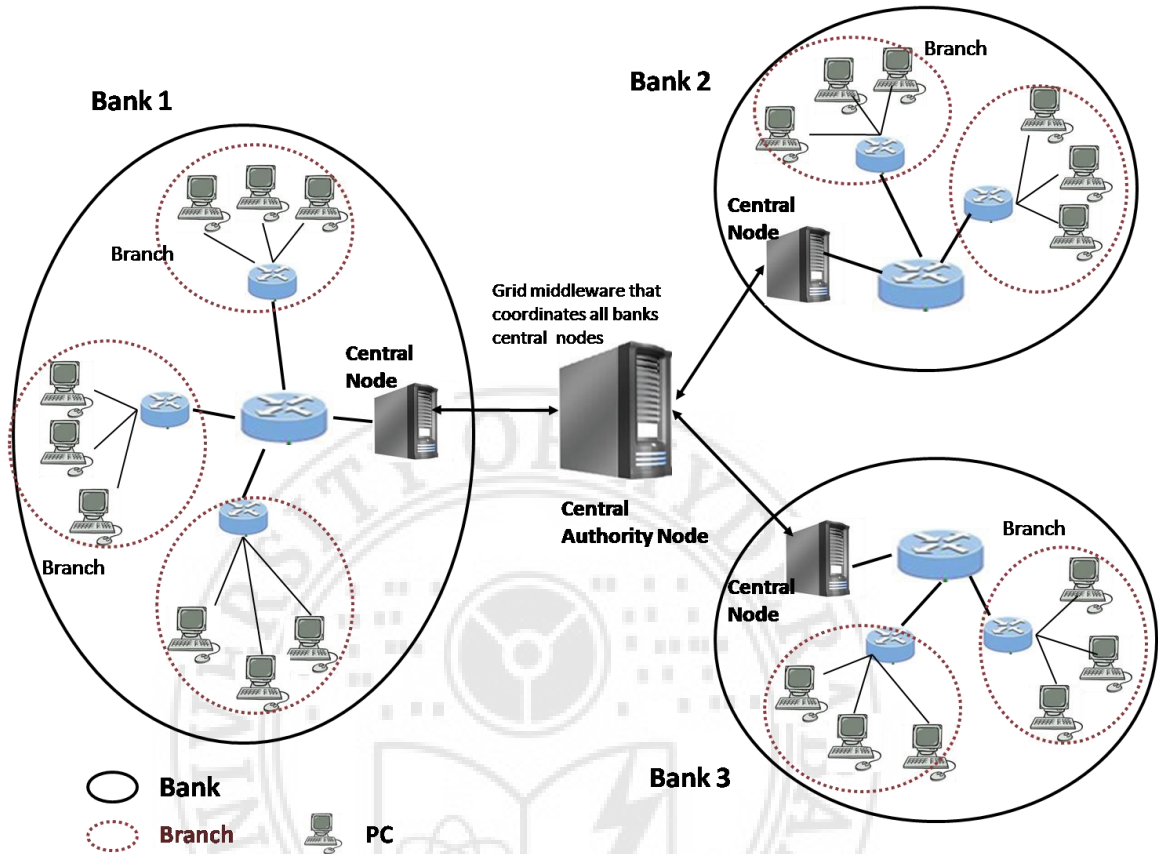 Bank 1
Branch
Branch
Central
Node
Grid middleware that
coordinates all banks
central nodes
Central
Authority Node
Bank 2
Branch
Central
Node
Branch
Central
Node
Bank 3
Bank
Branch
PC